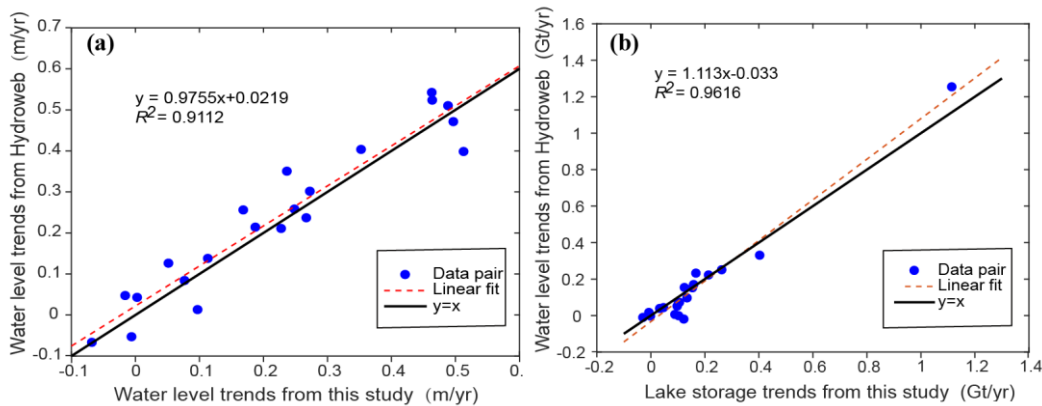 (a)
y = 0.9755x+0.0219
R² = 0.9112
Data pair
Linear fit
y=x
0.7
0.6
0.5
0.4
0.3
0.2
0.1
0
-0.1
-0.1 0 0.1 0.2 0.3 0.4 0.5 0.
Water level trends from Hydroweb (m/yr)
Water level trends from this study (m/yr)
(b)
y = 1.113x-0.033
R² = 0.9616
Data pair
Linear fit
y=x
1.6
1.4
1.2
1
0.8
0.6
0.4
0.2
0
-0.2
-0.2 0 0.2 0.4 0.6 0.8 1 1.2 1.4
Water level trends from Hydroweb (Gt/yr)
Lake storage trends from this study (Gt/yr)